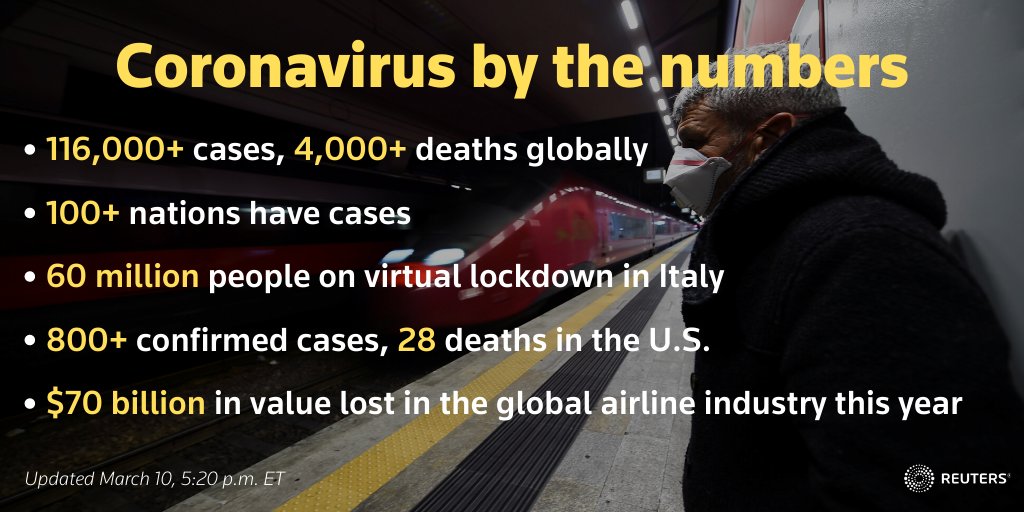 Coronavirus by the numbers
• 116,000+ cases, 4,000+ deaths globally
• 100+ nations have cases
• 60 million people on virtual lockdown in Italy
• 800+ confirmed cases, 28 deaths in the U.S.
• $70 billion in value lost in the global airline industry this year
Updated March 10, 5:20 p.m. ET
REUTERS